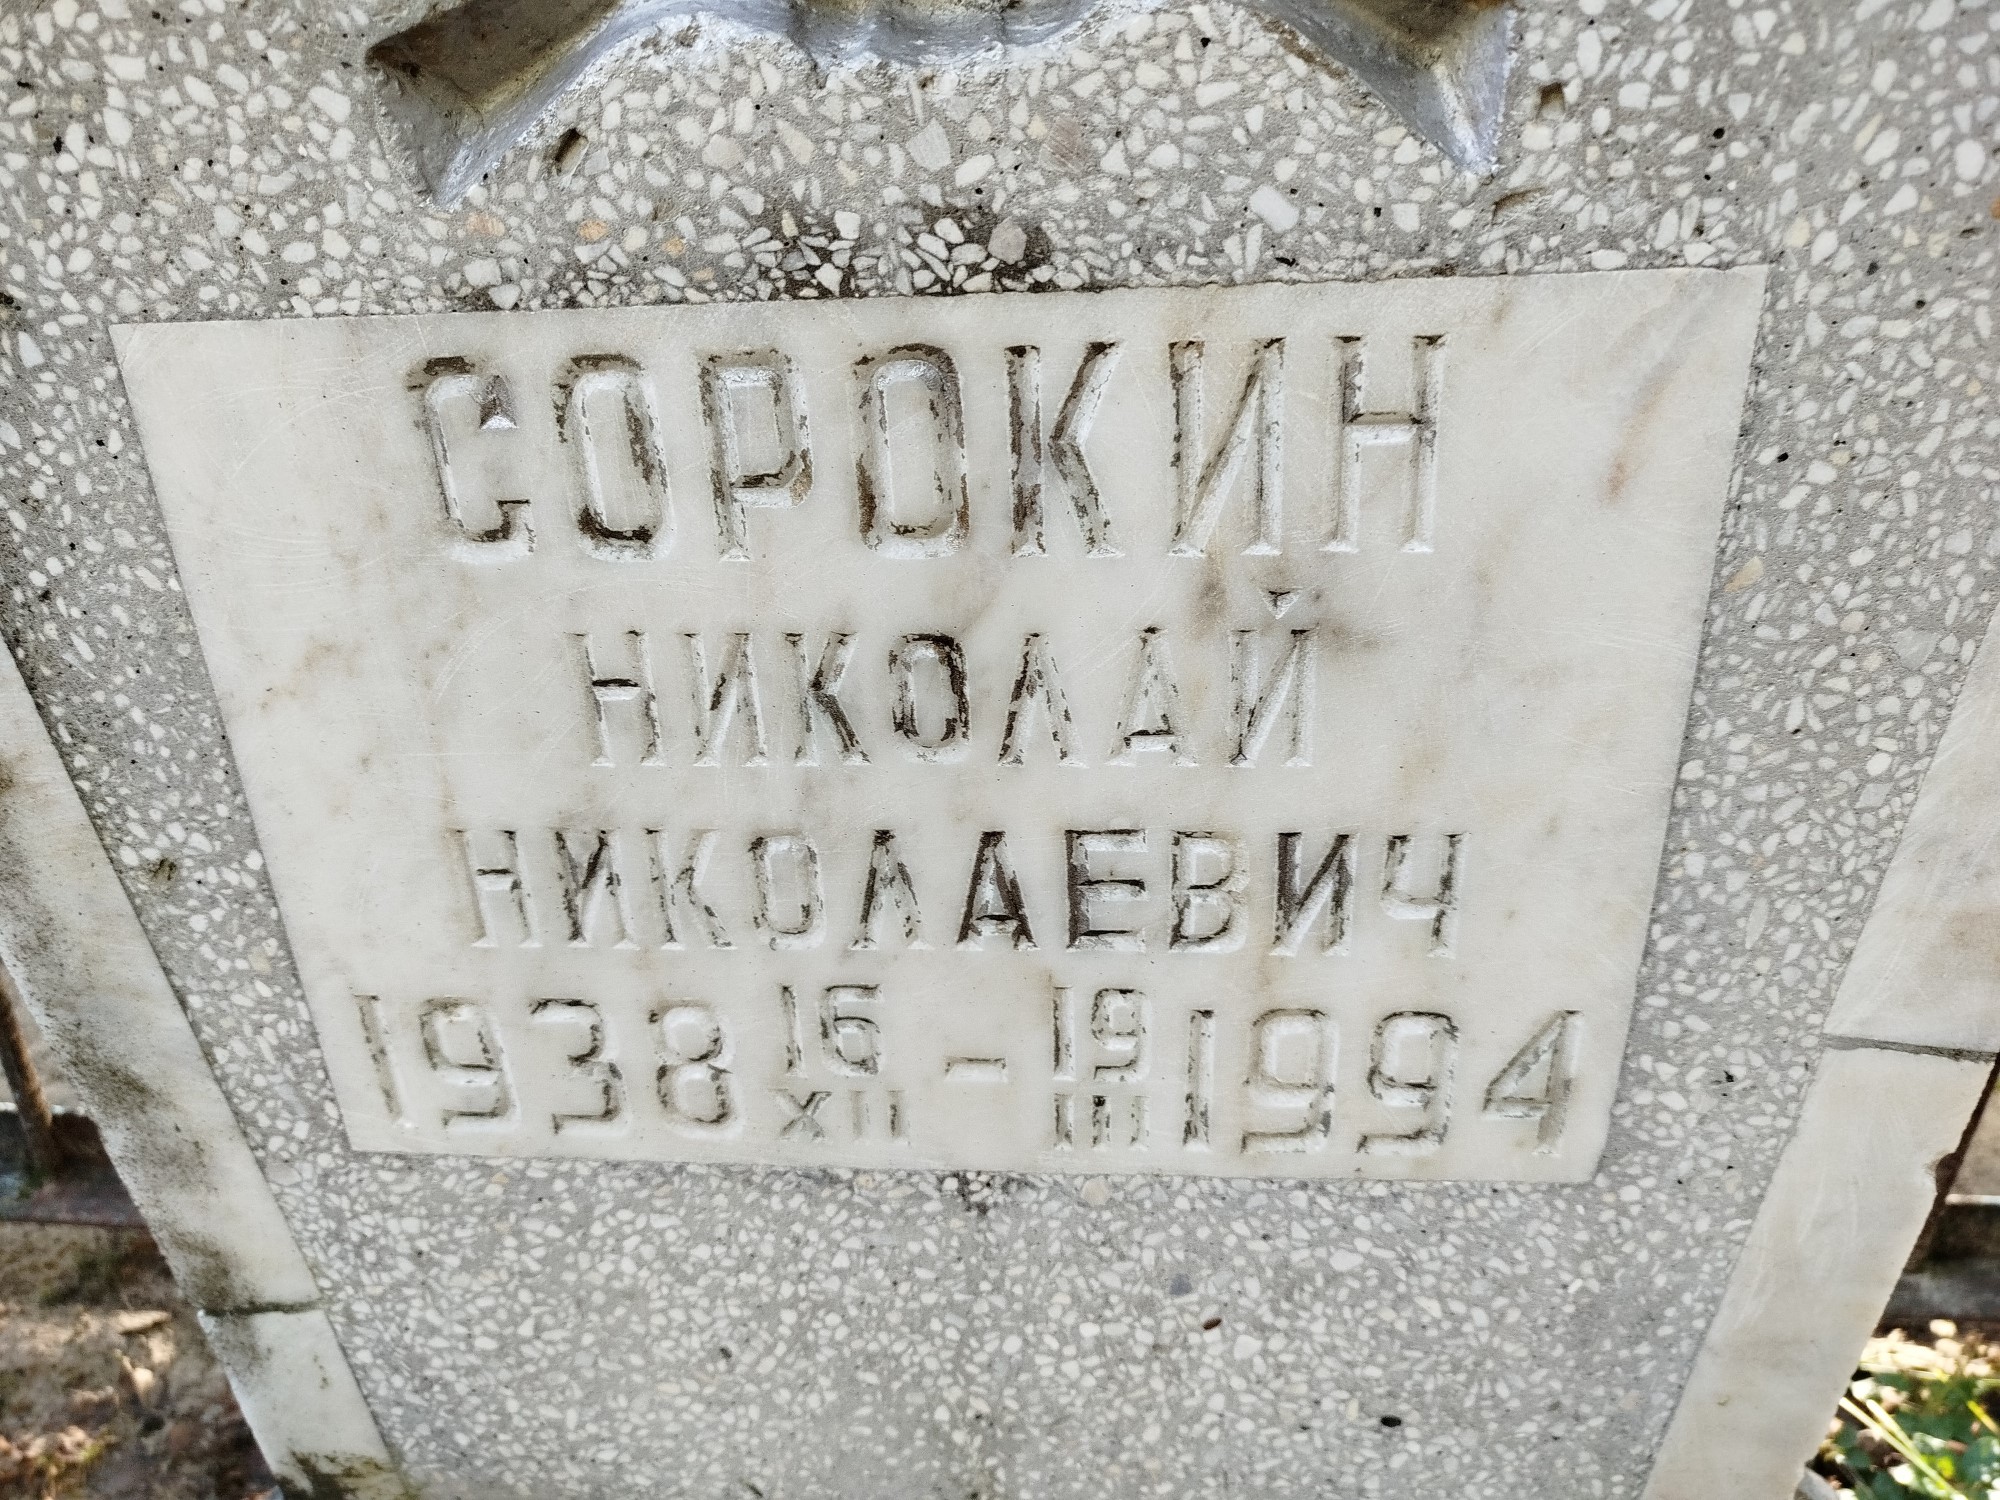 СОРОКИН
НИКОЛАЙ
НИКОЛАЕВИЧ
1938 16/XII – 19/III 1994